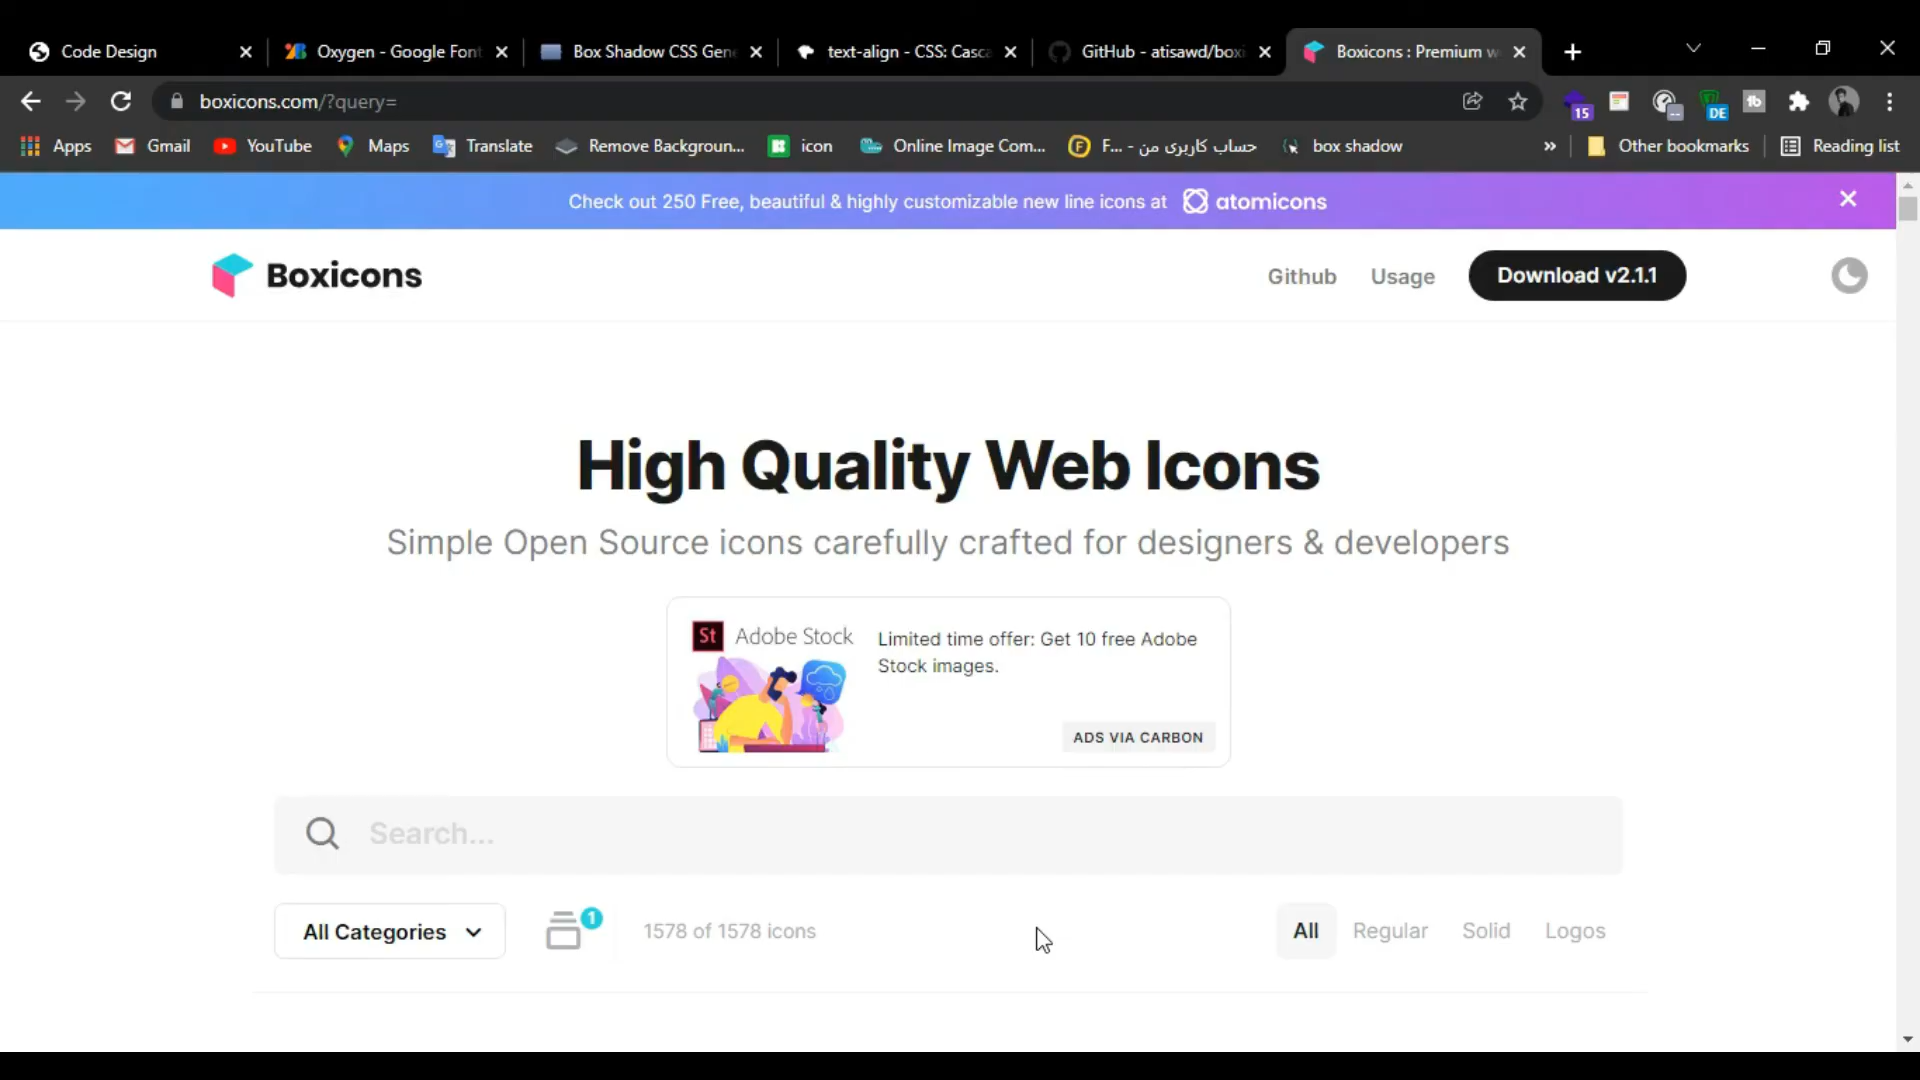 Code Design
Oxygen - Google Font
Box Shadow CSS Gene
text-align - CSS: Casca
GitHub - atisawd/boxi
Boxicons : Premium w
boxicons.com/?query=
15
DE
Apps
Gmail
YouTube
Maps
Translate
Remove Backgroun...
icon
Online Image Com...
F... - حساب کاربری من
box shadow
»
Other bookmarks
Reading list
Check out 250 Free, beautiful & highly customizable new line icons at atomicons
Boxicons
Github
Usage
Download v2.1.1
High Quality Web Icons
Simple Open Source icons carefully crafted for designers & developers
St Adobe Stock
Limited time offer: Get 10 free Adobe
Stock images.
ADS VIA CARBON
Search...
All Categories
1
1578 of 1578 icons
All
Regular
Solid
Logos